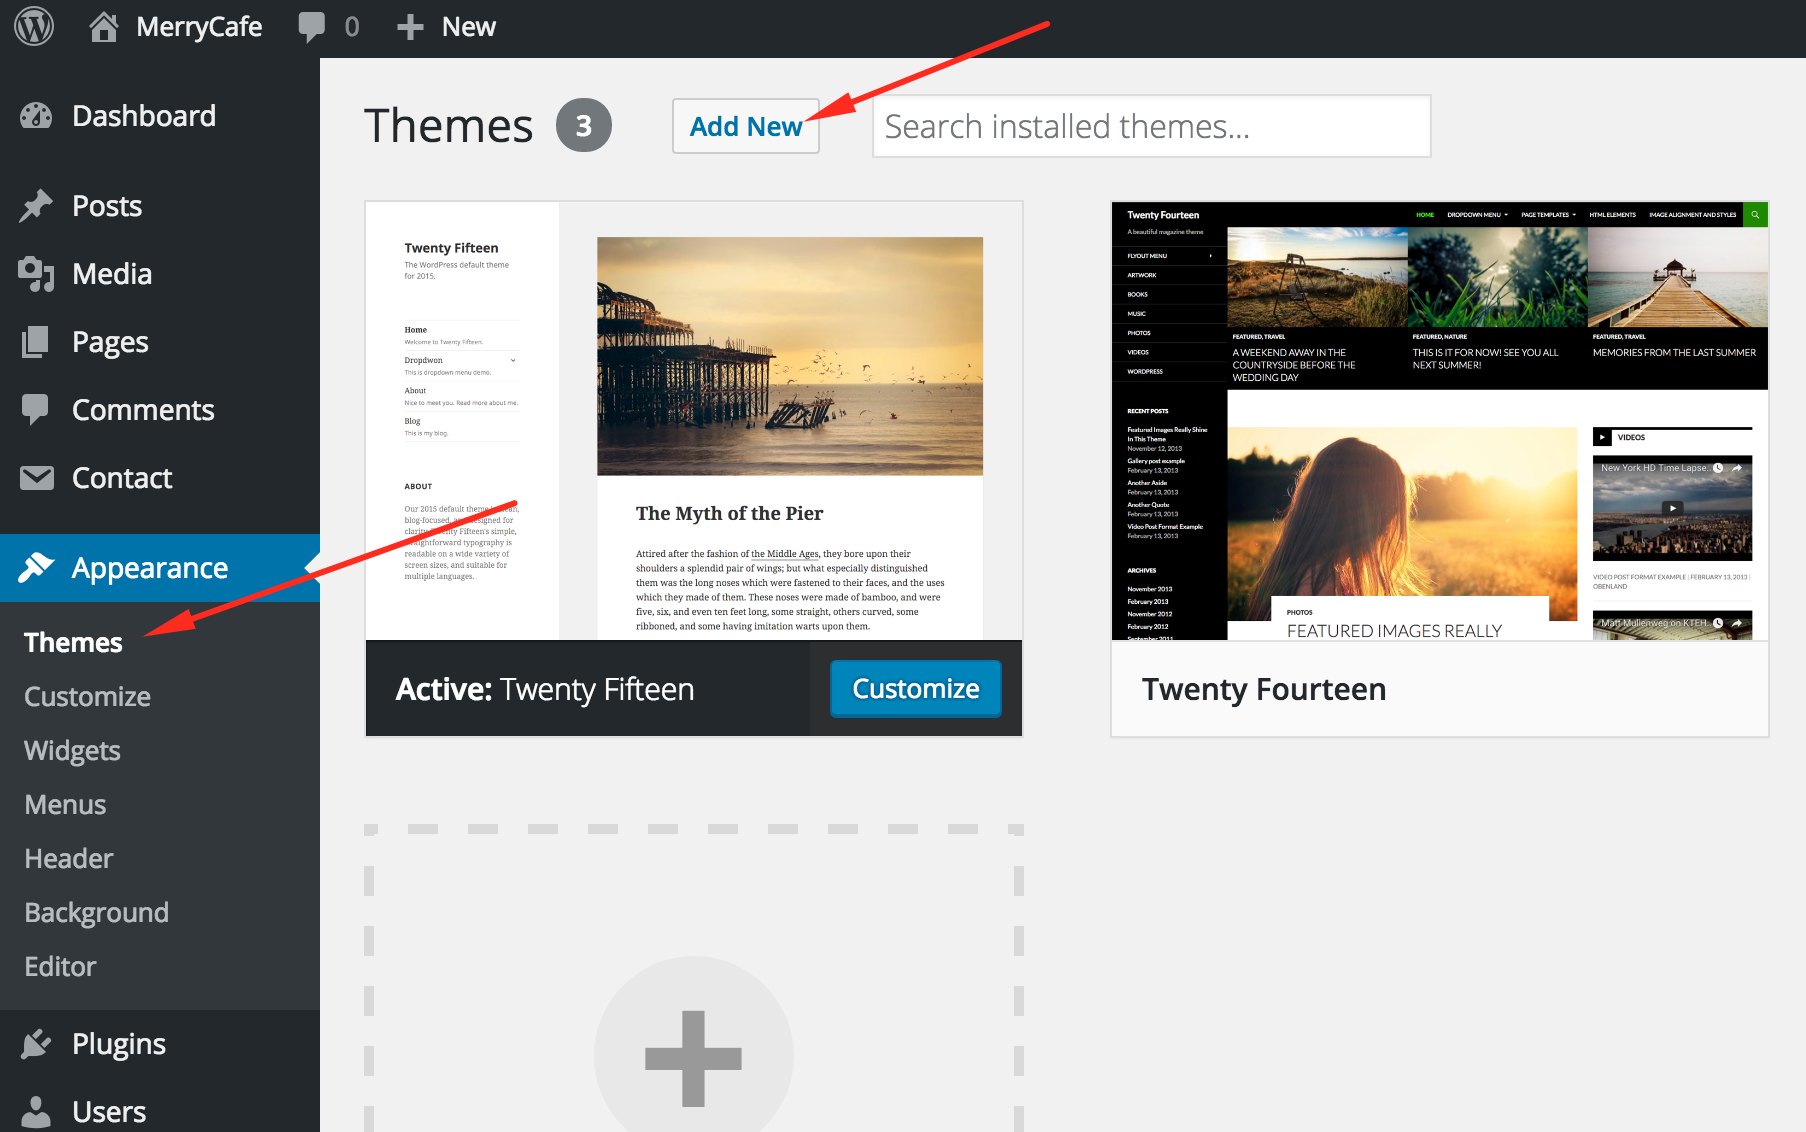 MerryCafe 0 New
Dashboard
Posts
Media
Pages
Comments
Contact
Appearance
Themes
Customize
Widgets
Menus
Header
Background
Editor
Plugins
Users
Themes 3 Add New Search installed themes...
Twenty Fifteen
The WordPress default theme
for 2015.
Home
Welcome to Twenty Fifteen.
Dropdwon
This is dropdown menu demo.
About
Nice to meet you. Read more about me.
Blog
This is my blog.
ABOUT
Our 2015 default theme is clean,
blog-focused, and designed for
clarity. Twenty Fifteen's simple,
straightforward typography is
readable on a wide variety of
screen sizes, and suitable for
multiple languages.
The Myth of the Pier
Attired after the fashion of the Middle Ages, they bore upon their
shoulders a splendid pair of wings; but what especially distinguished
them was the long noses which were fastened to their faces, and the uses
which they made of them. These noses were made of bamboo, and were
five, six, and even ten feet long, some straight, others curved, some
ribboned, and some having imitation warts upon them.
Active: Twenty Fifteen Customize
Twenty Fourteen
A beautiful magazine theme
HOME DROPDOWN MENU PAGE TEMPLATES HTML ELEMENTS IMAGE ALIGNMENT AND STYLES
FLYOUT MENU
ARTWORK
BOOKS
MUSIC
PHOTOS
VIDEOS
WORDPRESS
FEATURED, TRAVEL
A WEEKEND AWAY IN THE
COUNTRYSIDE BEFORE THE
WEDDING DAY
FEATURED, NATURE
THIS IS IT FOR NOW! SEE YOU ALL
NEXT SUMMER!
FEATURED, TRAVEL
MEMORIES FROM THE LAST SUMMER
RECENT POSTS
Featured Images Really Shine
In This Theme
November 12, 2013
Gallery post example
February 13, 2013
Another Aside
February 13, 2013
Another Quote
February 13, 2013
Video Post Format Example
February 13, 2013
ARCHIVES
November 2013
February 2013
November 2012
February 2012
September 2011
PHOTOS
FEATURED IMAGES REALLY
VIDEOS
New York HD Time Lapse...
VIDEO POST FORMAT EXAMPLE | FEBRUARY 13, 2013 |
OBENLAND
Matt Mullenweg on KTEH...
Twenty Fourteen